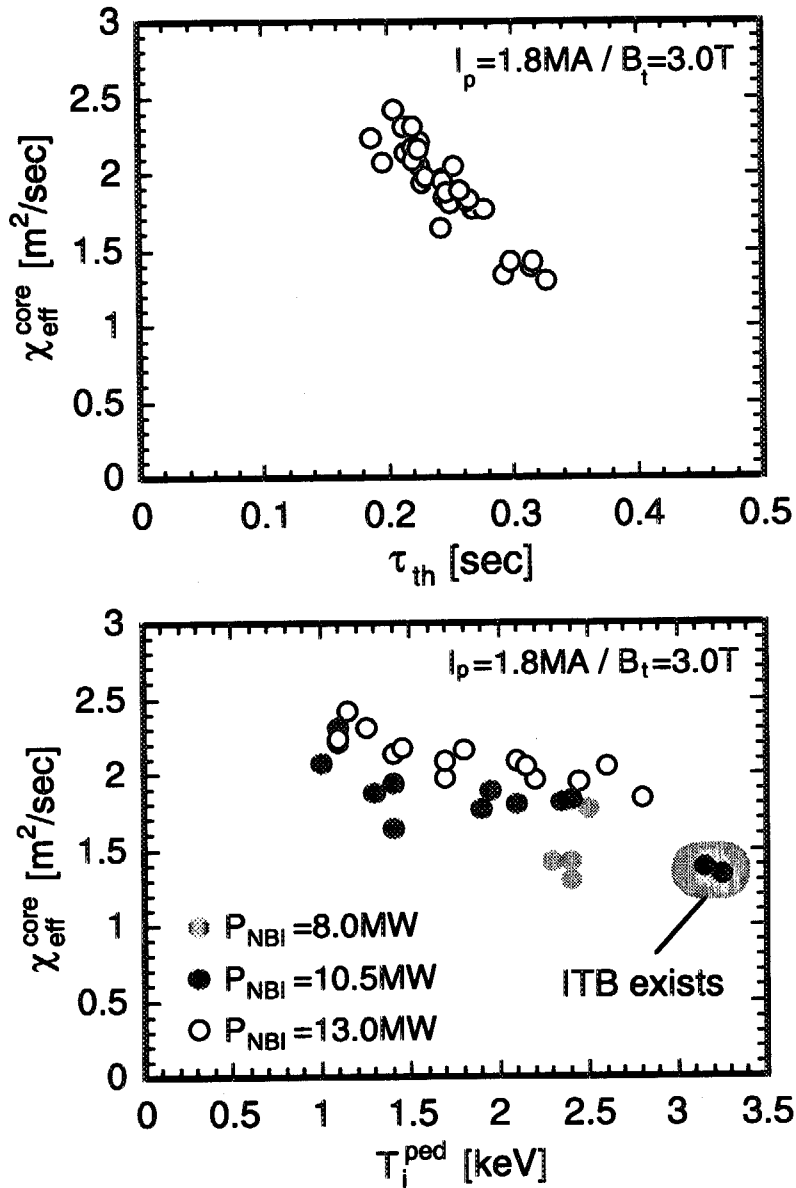 3
I_p=1.8MA / B_t=3.0T
2.5
2
1.5
1
0.5
0
χ_eff^core [m²/sec]
0 0.1 0.2 0.3 0.4 0.5
τ_th [sec]
3
I_p=1.8MA / B_t=3.0T
2.5
2
1.5
1
0.5
0
χ_eff^core [m²/sec]
P_NBI=8.0MW
P_NBI=10.5MW
P_NBI=13.0MW
ITB exists
0 0.5 1 1.5 2 2.5 3 3.5
T_i^ped [keV]